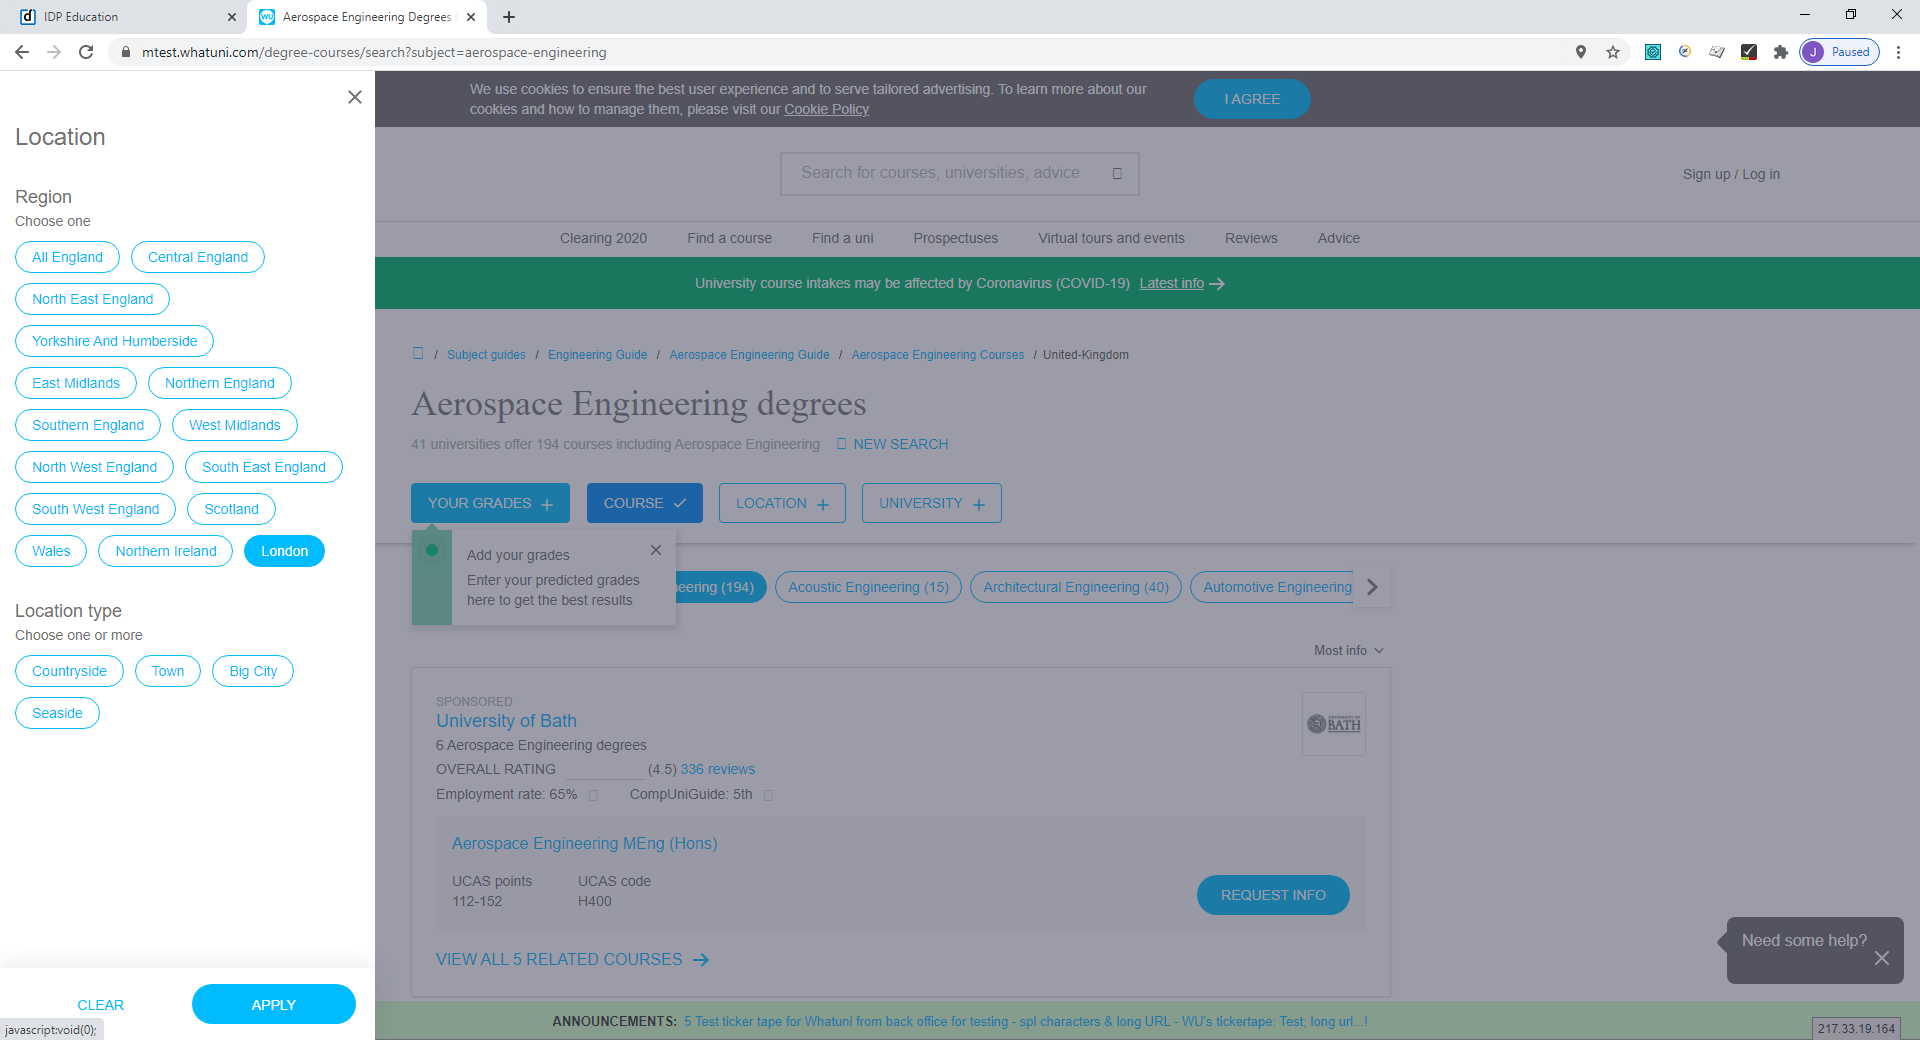 IDP Education
Aerospace Engineering Degrees
mtest.whatuni.com/degree-courses/search?subject=aerospace-engineering
J Paused
Location
Region
Choose one
All England Central England
North East England
Yorkshire And Humberside
East Midlands Northern England
Southern England West Midlands
North West England South East England
South West England Scotland
Wales Northern Ireland London
Location type
Choose one or more
Countryside Town Big City
Seaside
CLEAR APPLY
javascript:void(0);
We use cookies to ensure the best user experience and to serve tailored advertising. To learn more about our
cookies and how to manage them, please visit our Cookie Policy
I AGREE
Search for courses, universities, advice
Sign up / Log in
Clearing 2020 Find a course Find a uni Prospectuses Virtual tours and events Reviews Advice
University course intakes may be affected by Coronavirus (COVID-19) Latest info
/ Subject guides / Engineering Guide / Aerospace Engineering Guide / Aerospace Engineering Courses / United-Kingdom
Aerospace Engineering degrees
41 universities offer 194 courses including Aerospace Engineering NEW SEARCH
YOUR GRADES COURSE LOCATION UNIVERSITY
Add your grades
Enter your predicted grades
here to get the best results
neering (194) Acoustic Engineering (15) Architectural Engineering (40) Automotive Engineering
Most info
SPONSORED
University of Bath
UNIVERSITY OF
BATH
6 Aerospace Engineering degrees
OVERALL RATING (4.5) 336 reviews
Employment rate: 65% CompUniGuide: 5th
Aerospace Engineering MEng (Hons)
UCAS points UCAS code
112-152 H400
REQUEST INFO
VIEW ALL 5 RELATED COURSES
Need some help?
ANNOUNCEMENTS: 5 Test ticker tape for Whatuni from back office for testing - spl characters & long URL - WU's tickertape: Test; long url...!
217.33.19.164